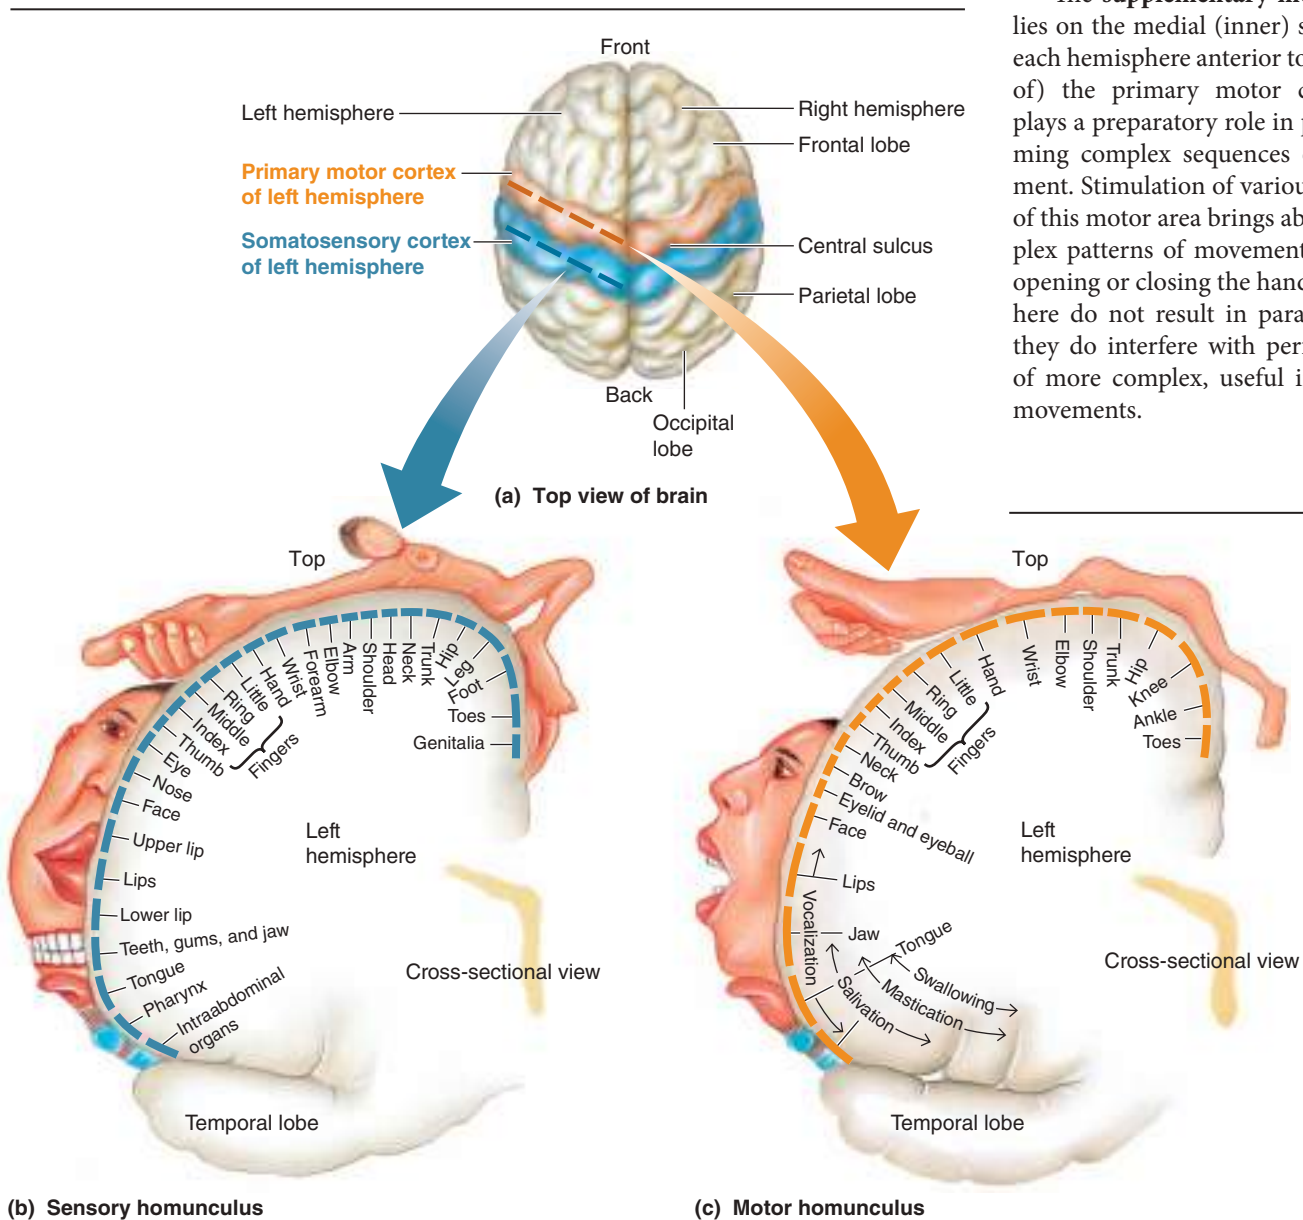 The supplementary
lies on the medial (inner)
each hemisphere anterior to
of) the primary motor
plays a preparatory role in
ming complex sequences
ment. Stimulation of
of this motor area brings
plex patterns of movement
opening or closing the hand
here do not result in
they do interfere with
of more complex, useful
movements.
Front
Left hemisphere
Right hemisphere
Frontal lobe
Primary motor cortex
of left hemisphere
Somatosensory cortex
of left hemisphere
Central sulcus
Parietal lobe
Back
Occipital
lobe
(a) Top view of brain
Top
Genitalia
Toes
Foot
Leg
Hip
Trunk
Neck
Head
Shoulder
Arm
Elbow
Forearm
Wrist
Hand
Little
Ring
Middle
Index
Thumb
Fingers
Eye
Nose
Face
Upper lip
Lips
Lower lip
Teeth, gums, and jaw
Tongue
Pharynx
Intraabdominal
organs
Left
hemisphere
Cross-sectional view
Temporal lobe
(b) Sensory homunculus
Top
Toes
Ankle
Knee
Hip
Trunk
Shoulder
Elbow
Wrist
Hand
Little
Ring
Middle
Index
Thumb
Fingers
Neck
Brow
Eyelid and eyeball
Face
Lips
Vocalization
Jaw
Tongue
Swallowing
Mastication
Salivation
Left
hemisphere
Cross-sectional view
Temporal lobe
(c) Motor homunculus